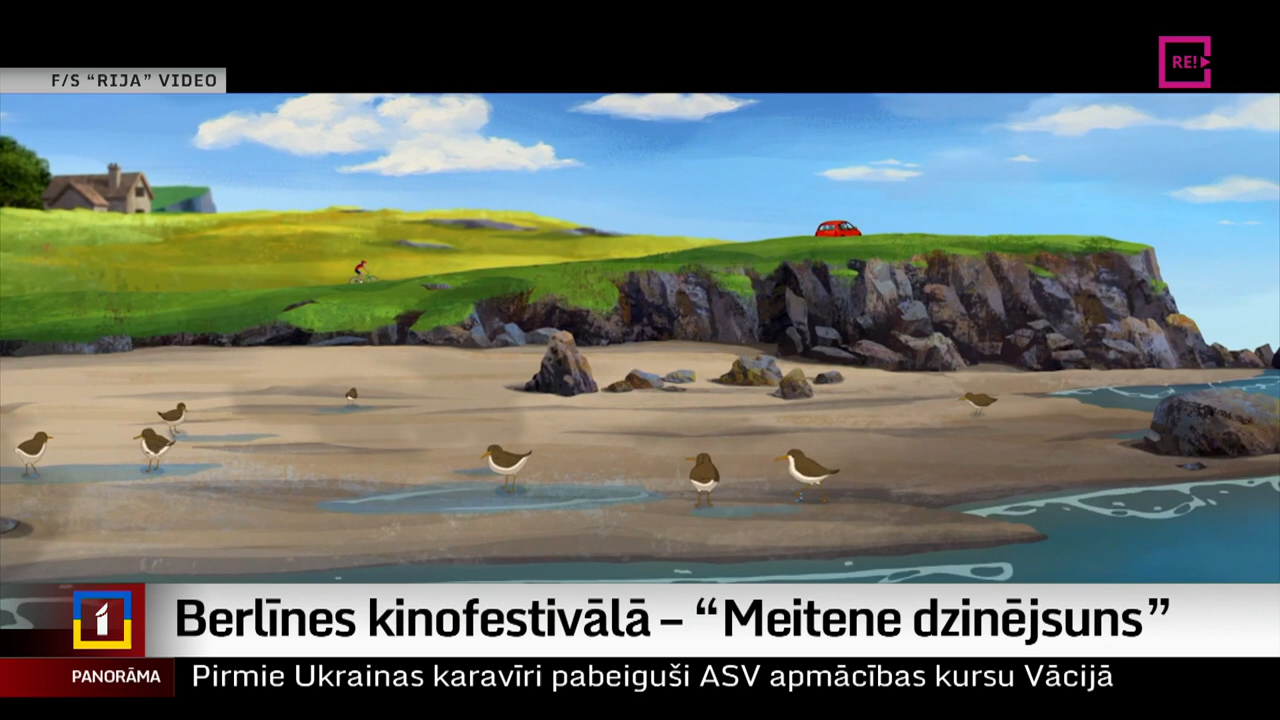 RE!
F/S “RIJA” VIDEO
1
Berlīnes kinofestivālā – “Meitene dzinējsuns”
PANORĀMA
Pirmie Ukrainas karavīri pabeiguši ASV apmācības kursu Vācijā